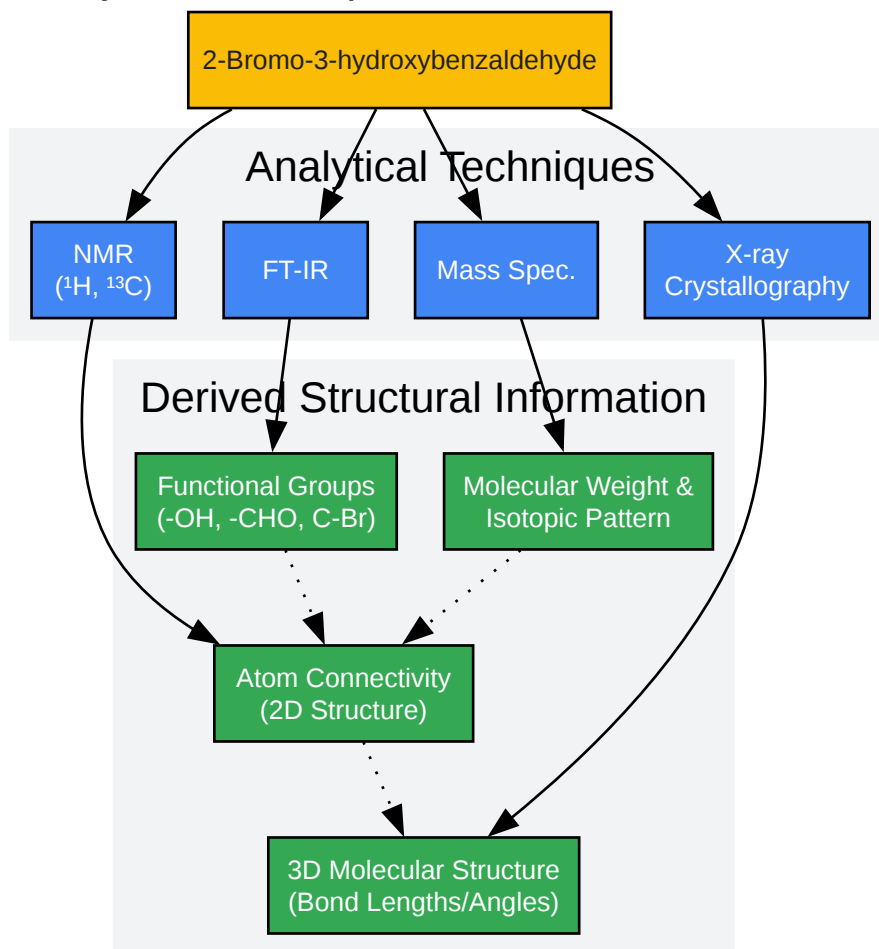 2-Bromo-3-hydroxybenzaldehyde
Analytical Techniques
NMR
(¹H, ¹³C)
FT-IR
Mass Spec.
X-ray
Crystallography
Derived Structural Information
Functional Groups
(-OH, -CHO, C-Br)
Molecular Weight &
Isotopic Pattern
Atom Connectivity
(2D Structure)
3D Molecular Structure
(Bond Lengths/Angles)